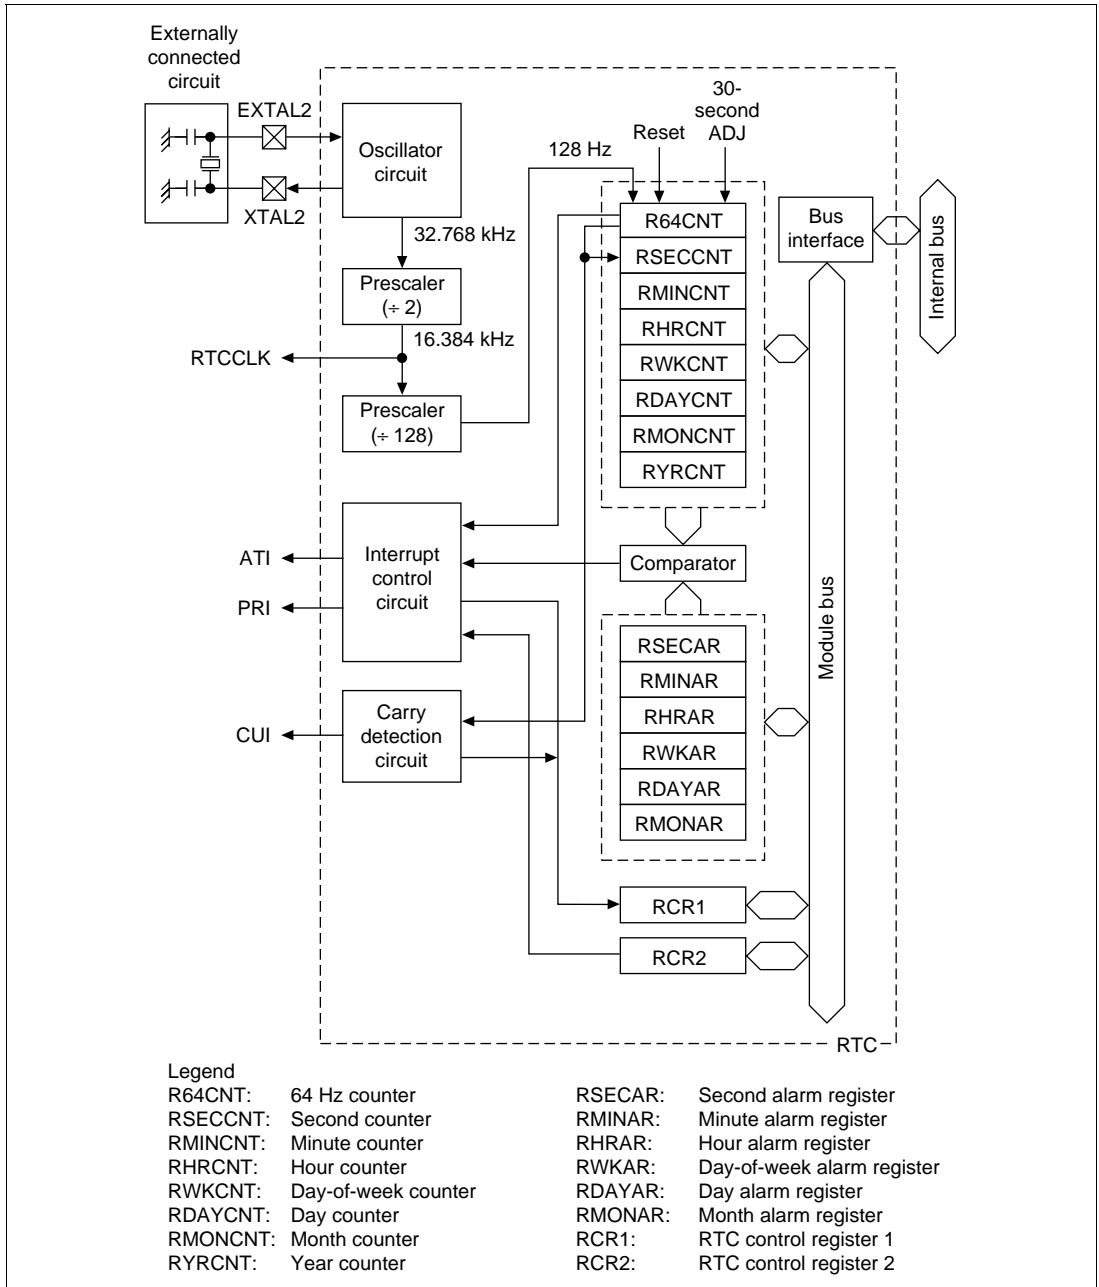 Externally
connected
circuit
EXTAL2
XTAL2
Oscillator
circuit
32.768 kHz
Prescaler
(÷ 2)
16.384 kHz
RTCCLK
Prescaler
(÷ 128)
128 Hz
Reset
30-
second
ADJ
R64CNT
RSECCNT
RMINCNT
RHRCNT
RWKCNT
RDAYCNT
RMONCNT
RYRCNT
Bus
interface
Internal bus
Module bus
ATI
PRI
Interrupt
control
circuit
Comparator
CUI
Carry
detection
circuit
RSECAR
RMINAR
RHRAR
RWKAR
RDAYAR
RMONAR
RCR1
RCR2
RTC
Legend
R64CNT: 64 Hz counter
RSECCNT: Second counter
RMINCNT: Minute counter
RHRCNT: Hour counter
RWKCNT: Day-of-week counter
RDAYCNT: Day counter
RMONCNT: Month counter
RYRCNT: Year counter
RSECAR: Second alarm register
RMINAR: Minute alarm register
RHRAR: Hour alarm register
RWKAR: Day-of-week alarm register
RDAYAR: Day alarm register
RMONAR: Month alarm register
RCR1: RTC control register 1
RCR2: RTC control register 2